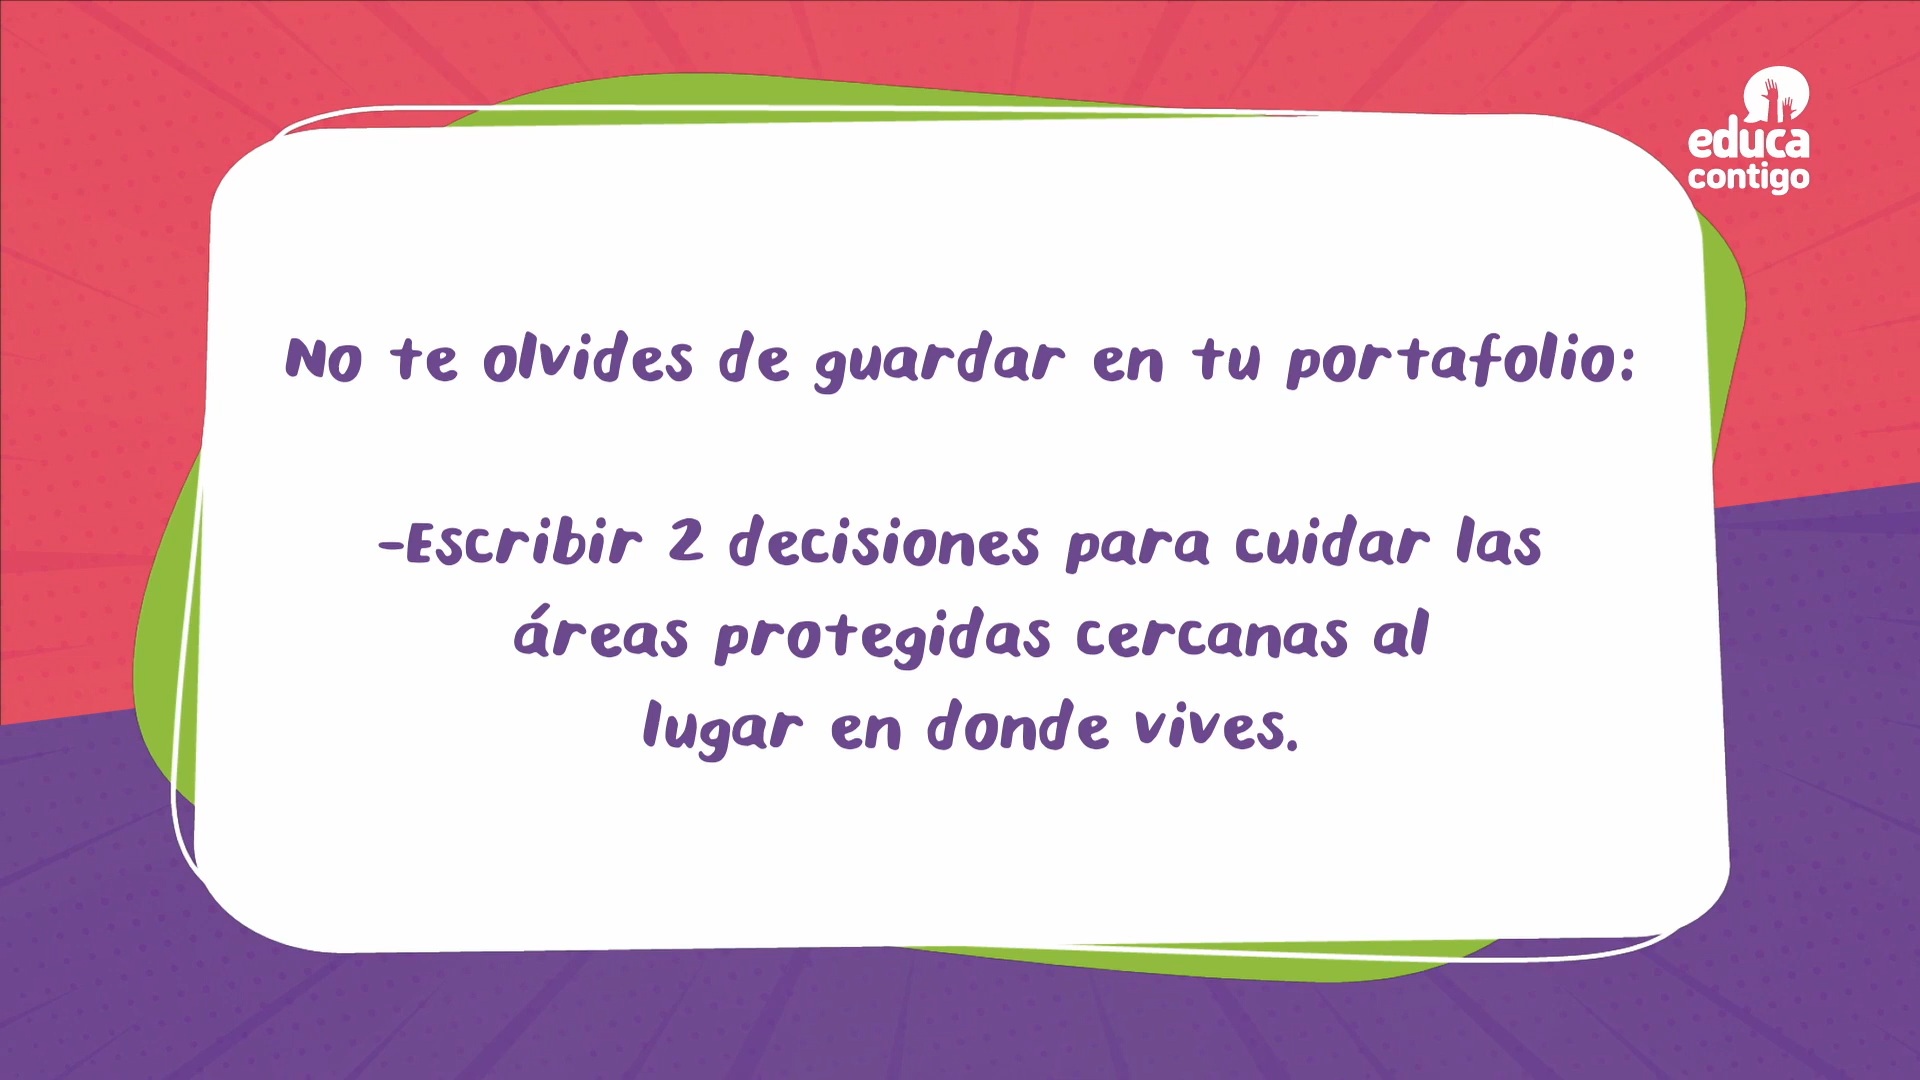 educa
contigo
No te olvides de guardar en tu portafolio:
-Escribir 2 decisiones para cuidar las
áreas protegidas cercanas al
lugar en donde vives.